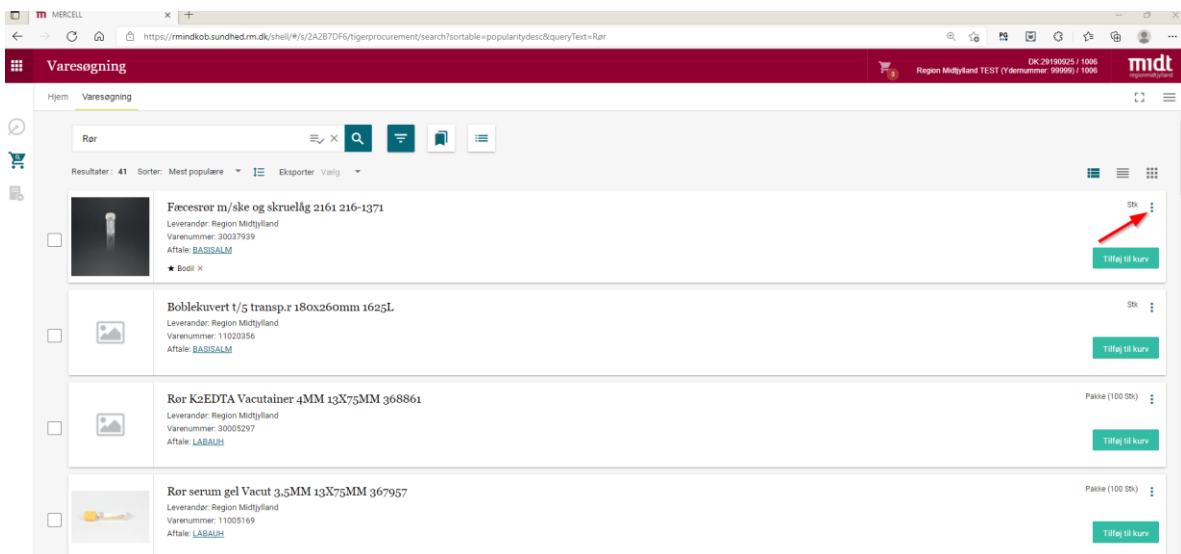 MERCELL
https://rmindkob.sundhed.rm.dk/shell/#/s/2A2B7DF6/tigerprocurement/search?sortable=popularitydesc&queryText=Rør
Varesøgning
3
DK:29190925 / 1006
Region Midtjylland TEST (Ydernummer: 99999) / 1006
midt
regionmidtjylland
Hjem Varesøgning
Rør
Resultater: 41 Sorter: Mest populære Eksporter Vælg
Fæcesrør m/ske og skruelåg 2161 216-1371
Stk
Leverandør: Region Midtjylland
Varenummer: 30037939
Aftale: BASISALM
Tilføj til kurv
★ Bodil ×
Boblekuvert t/5 transp.r 180x260mm 1625L
Stk
Leverandør: Region Midtjylland
Varenummer: 11020356
Aftale: BASISALM
Tilføj til kurv
Rør K2EDTA Vacutainer 4MM 13X75MM 368861
Pakke (100 Stk)
Leverandør: Region Midtjylland
Varenummer: 30005297
Aftale: LABAUH
Tilføj til kurv
Rør serum gel Vacut 3,5MM 13X75MM 367957
Pakke (100 Stk)
Leverandør: Region Midtjylland
Varenummer: 11005169
Aftale: LABAUH
Tilføj til kurv